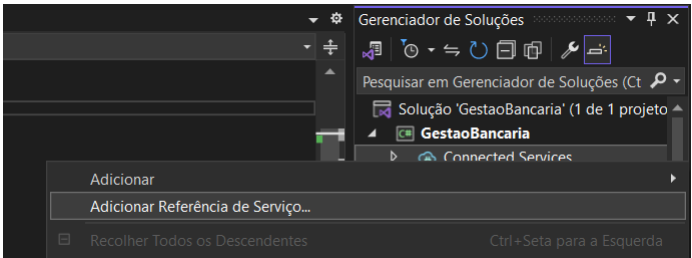 Gerenciador de Soluções
Pesquisar em Gerenciador de Soluções (Ct
Solução 'GestaoBancaria' (1 de 1 projeto
GestaoBancaria
Connected Services
Adicionar
Adicionar Referência de Serviço...
Recolher Todos os Descendentes Ctrl+Seta para a Esquerda